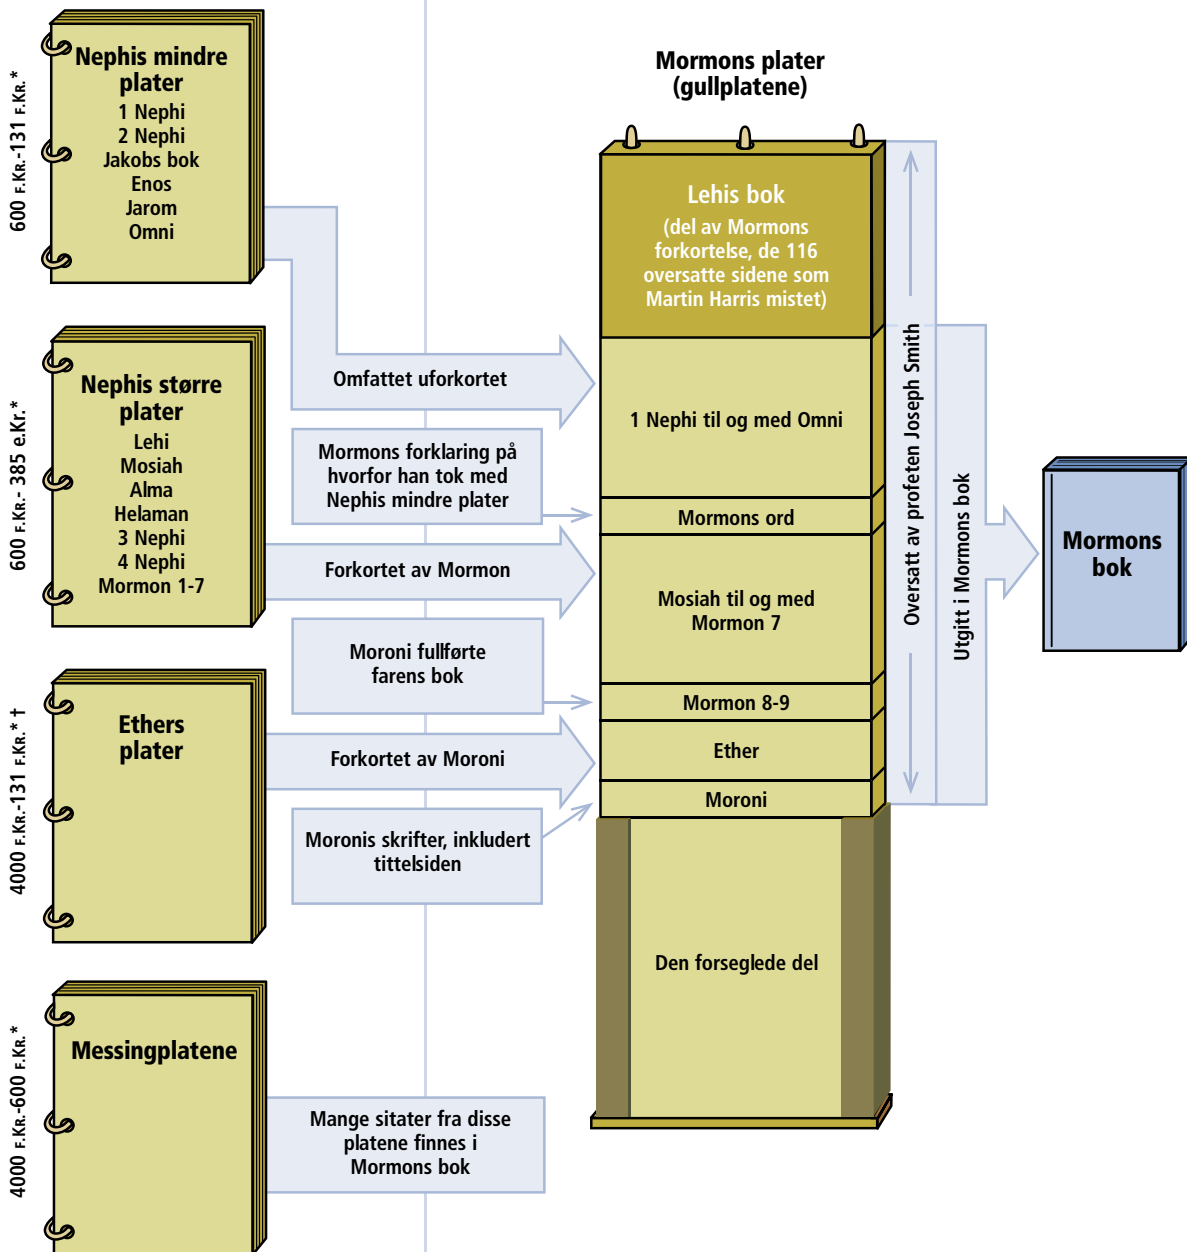 600 F.KR.-131 F.KR.*
Nephis mindre
plater
1 Nephi
2 Nephi
Jakobs bok
Enos
Jarom
Omni
600 F.KR.- 385 e.Kr.*
Nephis større
plater
Lehi
Mosiah
Alma
Helaman
3 Nephi
4 Nephi
Mormon 1-7
4000 F.KR.-131 F.KR.* †
Ethers
plater
4000 F.KR.-600 F.KR.*
Messingplatene
Omfattet uforkortet
Mormons forklaring på
hvorfor han tok med
Nephis mindre plater
Forkortet av Mormon
Moroni fullførte
farens bok
Forkortet av Moroni
Moronis skrifter, inkludert
tittelsiden
Mange sitater fra disse
platene finnes i
Mormons bok
Mormons plater
(gullplatene)
Lehis bok
(del av Mormons
forkortelse, de 116
oversatte sidene som
Martin Harris mistet)
1 Nephi til og med Omni
Mormons ord
Mosiah til og med
Mormon 7
Mormon 8-9
Ether
Moroni
Den forseglede del
Oversatt av profeten Joseph Smith
Utgitt i Mormons bok
Mormons
bok